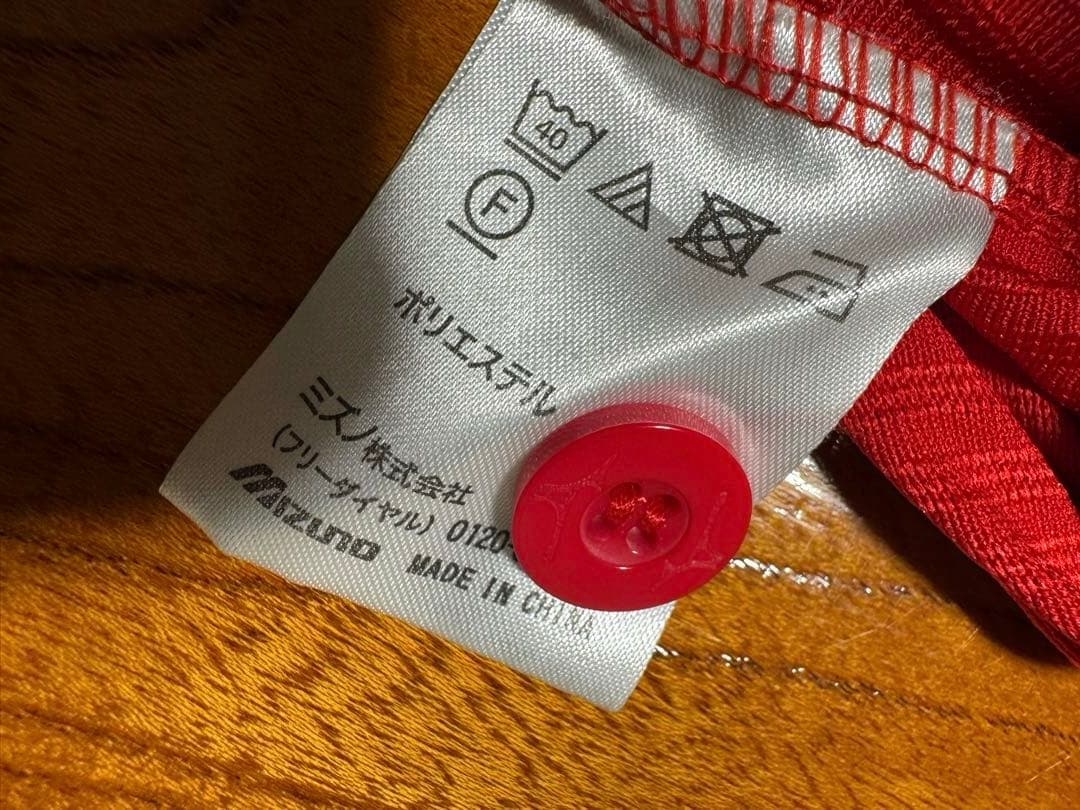 40
F
ポリエステル
ミズノ株式会社
(フリーダイヤル) 0120-
Mizuno MADE IN CHINA